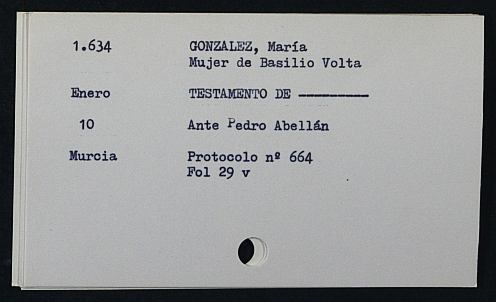 1.634 GONZALEZ, María
Mujer de Basilio Volta
Enero TESTAMENTO DE ---------
10 Ante Pedro Abellán
Murcia Protocolo nº 664
Fol 29 v